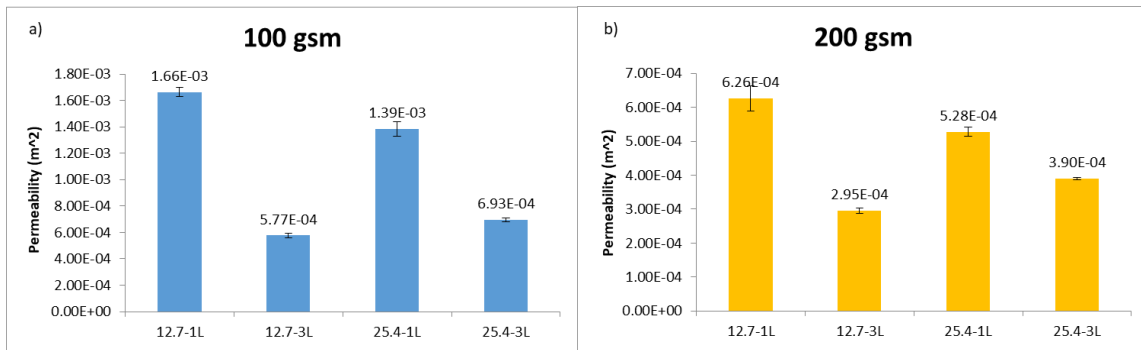 a)
100 gsm
Permeability (m^2)
1.80E-03
1.60E-03
1.40E-03
1.20E-03
1.00E-03
8.00E-04
6.00E-04
4.00E-04
2.00E-04
0.00E+00
1.66E-03
5.77E-04
1.39E-03
6.93E-04
12.7-1L
12.7-3L
25.4-1L
25.4-3L
b)
200 gsm
Permeability (m^2)
7.00E-04
6.00E-04
5.00E-04
4.00E-04
3.00E-04
2.00E-04
1.00E-04
0.00E+00
6.26E-04
2.95E-04
5.28E-04
3.90E-04
12.7-1L
12.7-3L
25.4-1L
25.4-3L